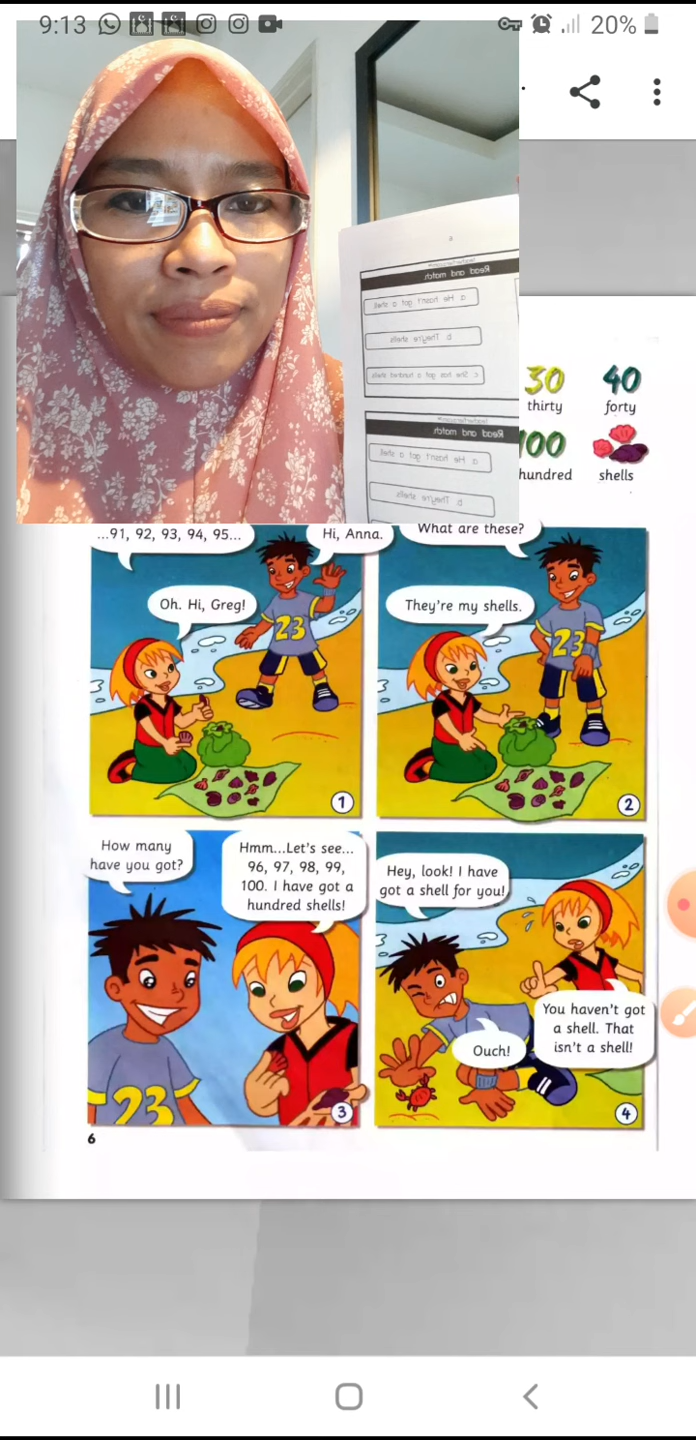 9:13
20%
Read and match.
a. He hasn't got a shell.
b. They're shells.
c. She has got a hundred shells.
Read and match.
a. He hasn't got a shell.
b. They're shells.
30
40
thirty
forty
100
hundred
shells
...91, 92, 93, 94, 95...
Hi, Anna.
Oh. Hi, Greg!
23
1
What are these?
They're my shells.
23
2
How many
have you got?
Hmm...Let's see...
96, 97, 98, 99,
100. I have got a
hundred shells!
23
3
Hey, look! I have
got a shell for you!
Ouch!
You haven't got
a shell. That
isn't a shell!
4
6